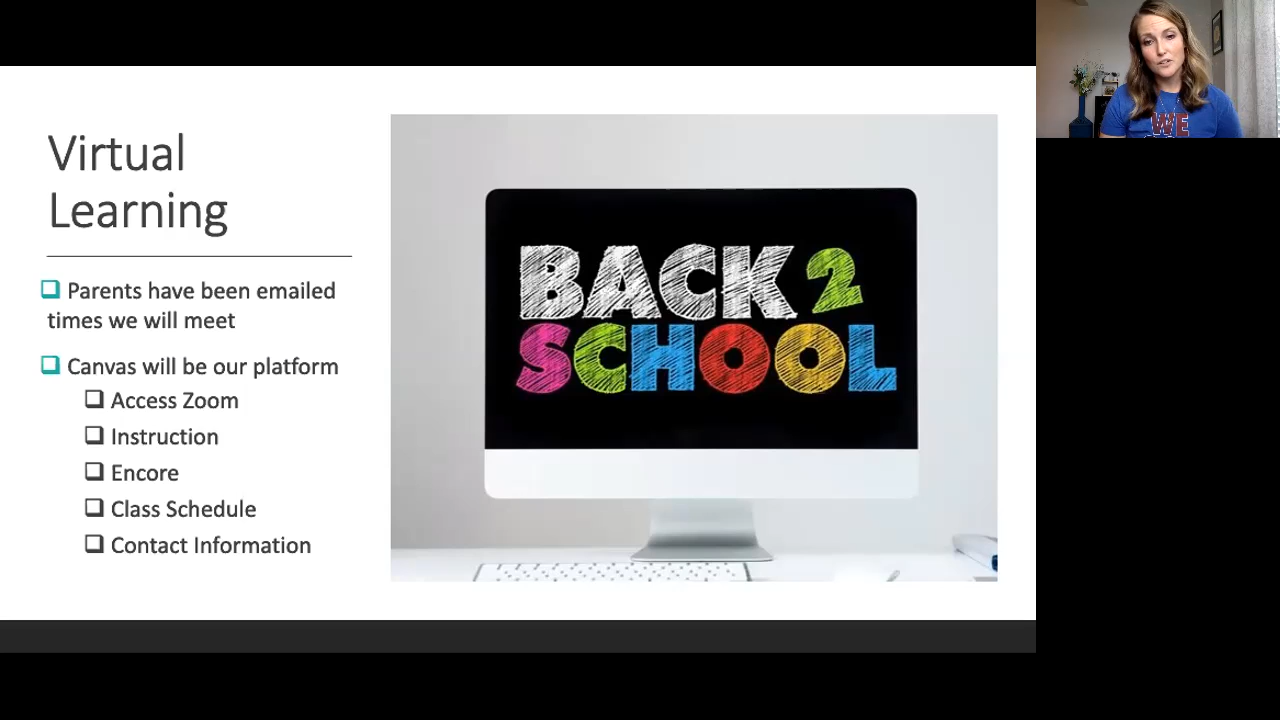 Virtual
Learning
Parents have been emailed
times we will meet
Canvas will be our platform
Access Zoom
Instruction
Encore
Class Schedule
Contact Information
BACK 2
SCHOOL
WE